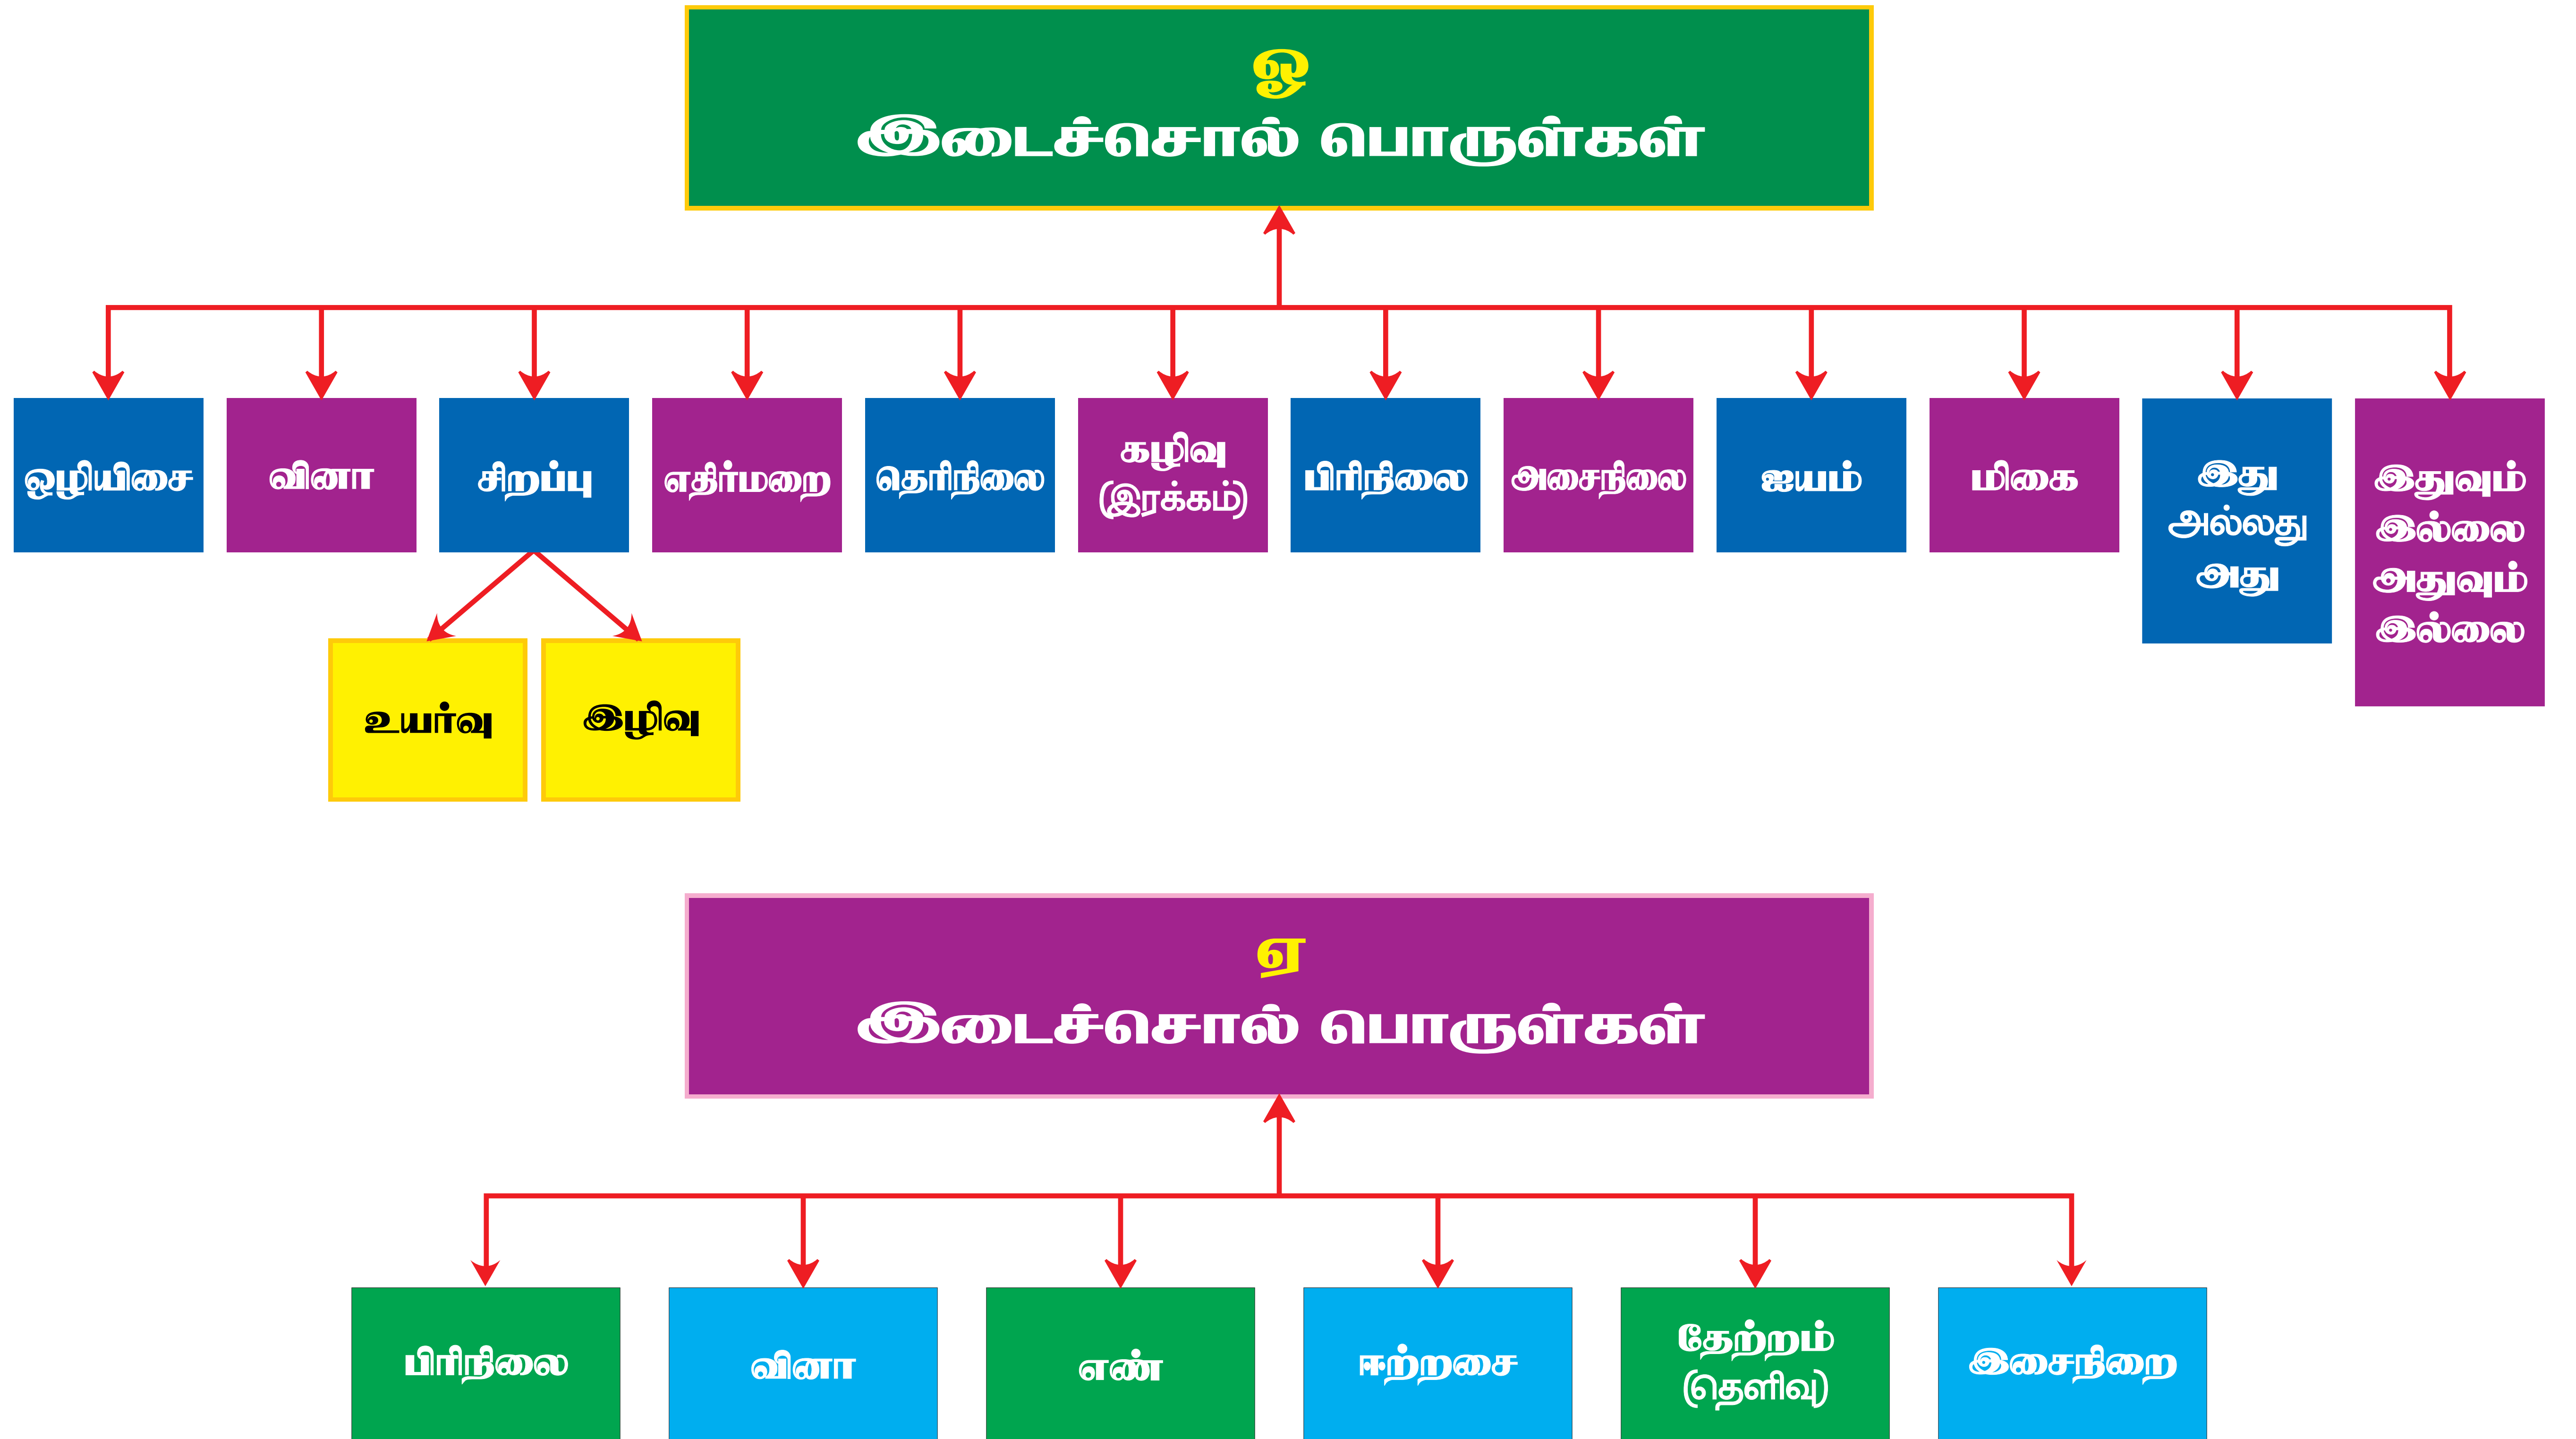 ஓ
இடைச்சொல் பொருள்கள்
ஒழியிசை
வினா
சிறப்பு
எதிர்மறை
தெரிநிலை
கழிவு
(இரக்கம்)
பிரிநிலை
அசைநிலை
ஐயம்
மிகை
இது
அல்லது
அது
இதுவும்
இல்லை
அதுவும்
இல்லை
உயர்வு
இழிவு
ஏ
இடைச்சொல் பொருள்கள்
பிரிநிலை
வினா
எண்
ஈற்றசை
தேற்றம்
(தெளிவு)
இசைநிறை